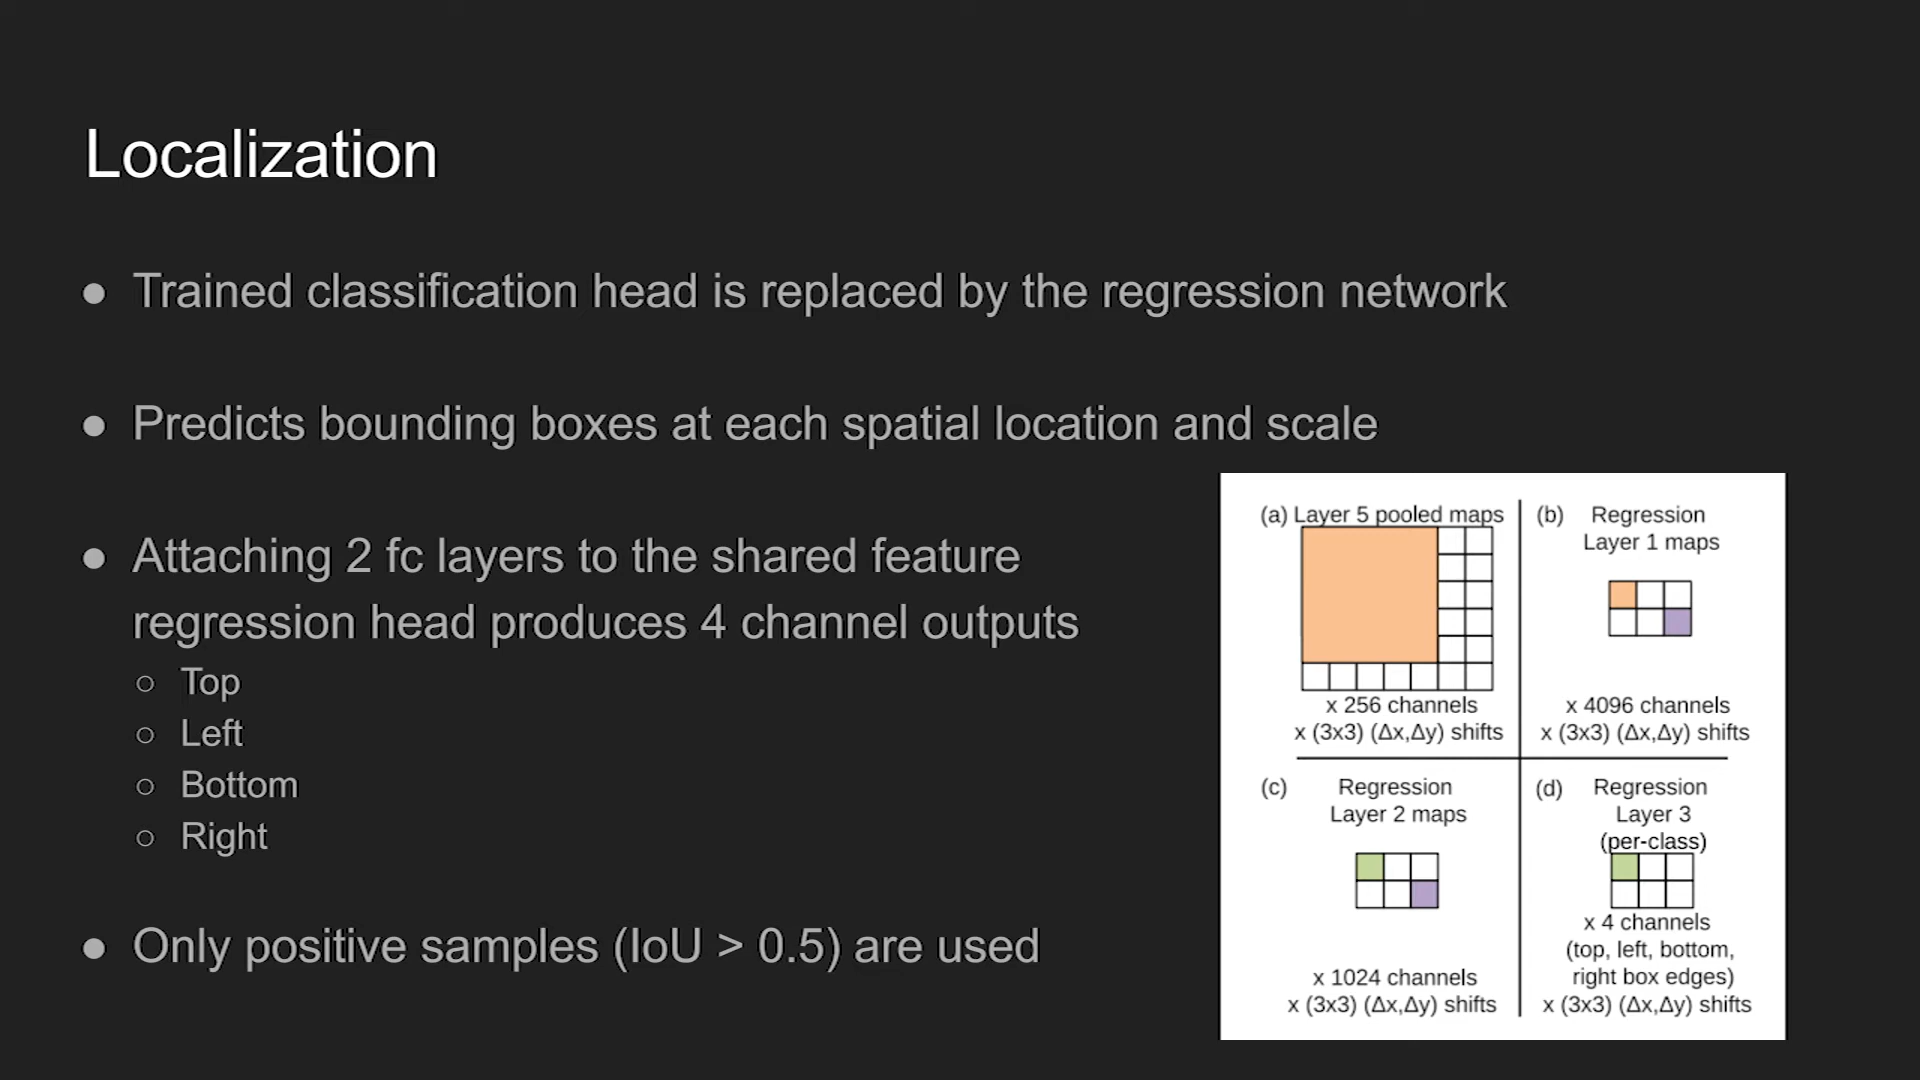 Localization
● Trained classification head is replaced by the regression network
● Predicts bounding boxes at each spatial location and scale
● Attaching 2 fc layers to the shared feature
regression head produces 4 channel outputs
○ Top
○ Left
○ Bottom
○ Right
● Only positive samples (IoU > 0.5) are used
(a) Layer 5 pooled maps
x 256 channels
x (3x3) (Δx,Δy) shifts
(b) Regression
Layer 1 maps
x 4096 channels
x (3x3) (Δx,Δy) shifts
(c) Regression
Layer 2 maps
x 1024 channels
x (3x3) (Δx,Δy) shifts
(d) Regression
Layer 3
(per-class)
x 4 channels
(top, left, bottom,
right box edges)
x (3x3) (Δx,Δy) shifts